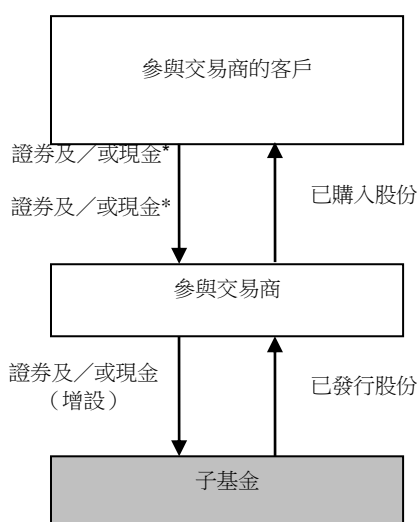 參與交易商的客戶
證券及／或現金*
證券及／或現金*
已購入股份
參與交易商
證券及／或現金
（增設）
已發行股份
子基金